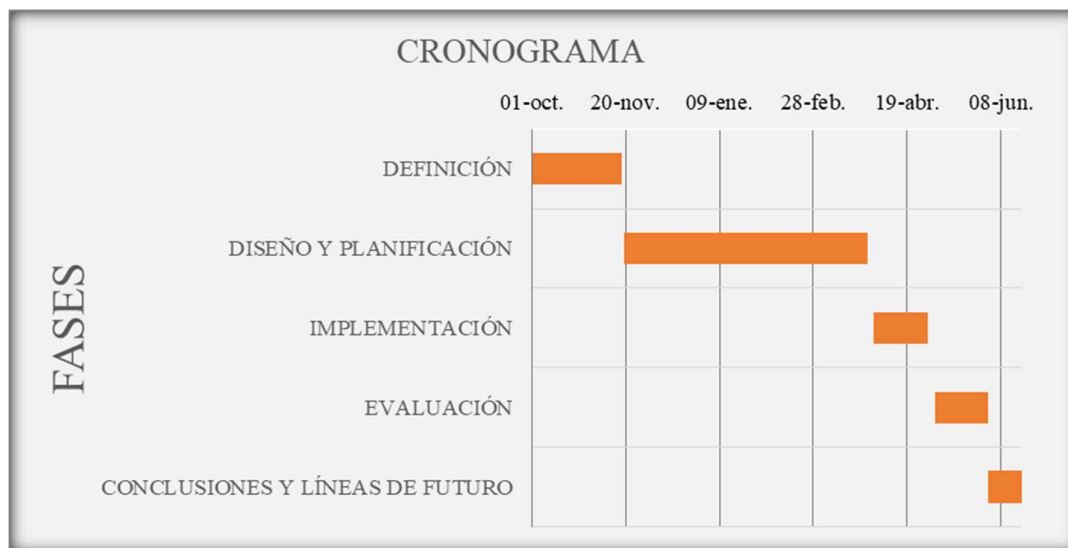 CRONOGRAMA
01-oct. 20-nov. 09-ene. 28-feb. 19-abr. 08-jun.
FASES
DEFINICIÓN
DISEÑO Y PLANIFICACIÓN
IMPLEMENTACIÓN
EVALUACIÓN
CONCLUSIONES Y LÍNEAS DE FUTURO